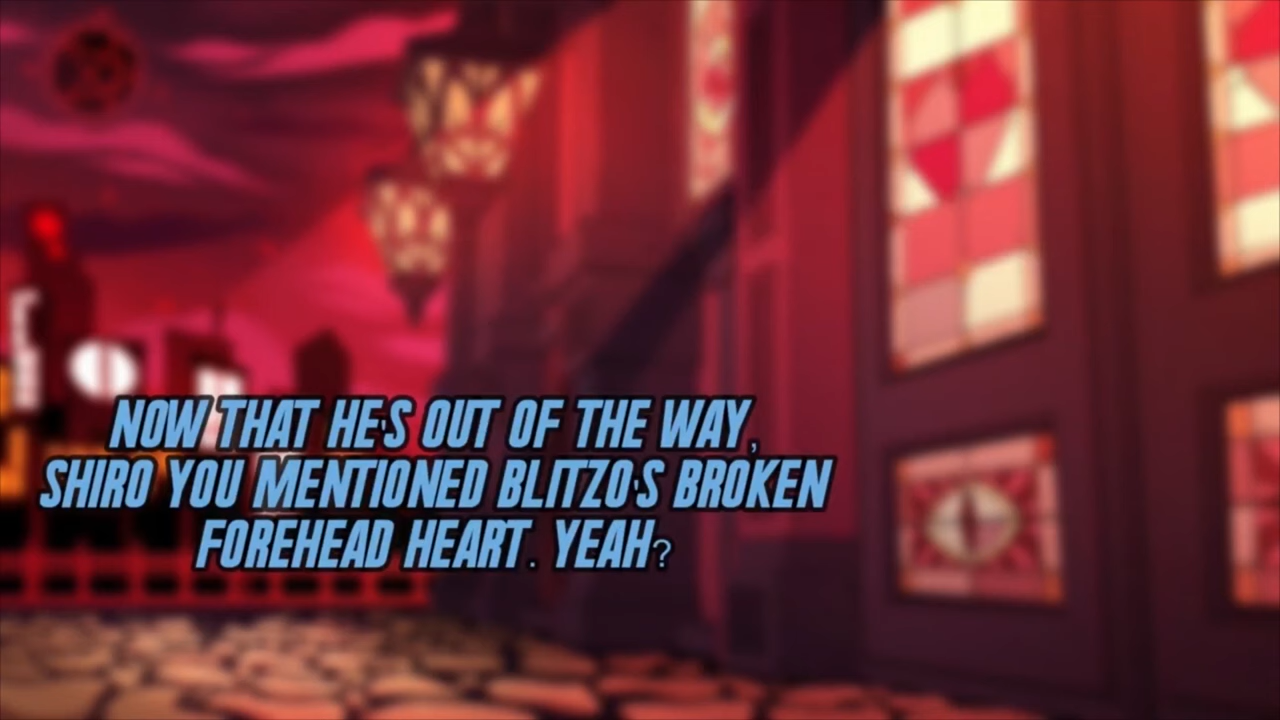 NOW THAT HE'S OUT OF THE WAY,
SHIRO YOU MENTIONED BLITZO'S BROKEN
FOREHEAD HEART. YEAH?